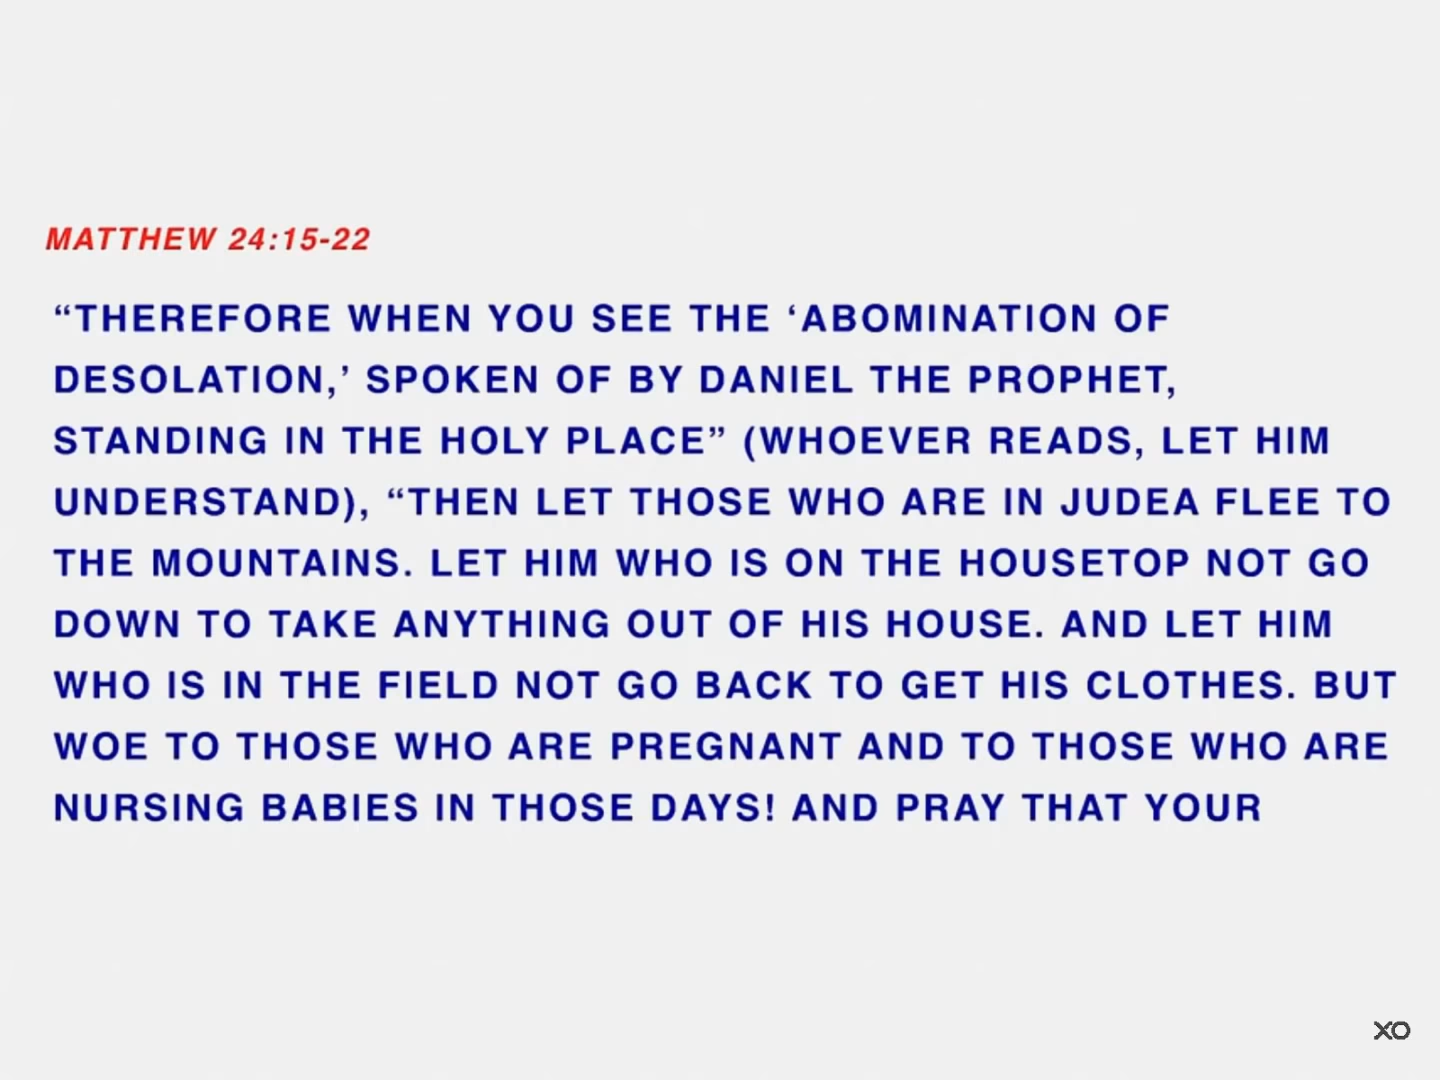 MATTHEW 24:15-22
“THEREFORE WHEN YOU SEE THE ‘ABOMINATION OF
DESOLATION,’ SPOKEN OF BY DANIEL THE PROPHET,
STANDING IN THE HOLY PLACE” (WHOEVER READS, LET HIM
UNDERSTAND), “THEN LET THOSE WHO ARE IN JUDEA FLEE TO
THE MOUNTAINS. LET HIM WHO IS ON THE HOUSETOP NOT GO
DOWN TO TAKE ANYTHING OUT OF HIS HOUSE. AND LET HIM
WHO IS IN THE FIELD NOT GO BACK TO GET HIS CLOTHES. BUT
WOE TO THOSE WHO ARE PREGNANT AND TO THOSE WHO ARE
NURSING BABIES IN THOSE DAYS! AND PRAY THAT YOUR
XO